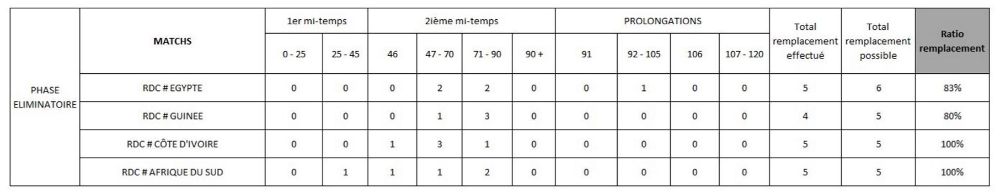 PHASE ELIMINATOIRE
MATCHS
1er mi-temps
2ième mi-temps
PROLONGATIONS
Total remplacement effectué
Total remplacement possible
Ratio remplacement
0 - 25 25 - 45 46 47 - 70 71 - 90 90 + 91 92 - 105 106 107 - 120
RDC # EGYPTE 0 0 0 2 2 0 0 1 0 0 5 6 83%
RDC # GUINEE 0 0 0 1 3 0 0 0 0 0 4 5 80%
RDC # CÔTE D'IVOIRE 0 0 1 3 1 0 0 0 0 0 5 5 100%
RDC # AFRIQUE DU SUD 0 1 1 1 2 0 0 0 0 0 5 5 100%